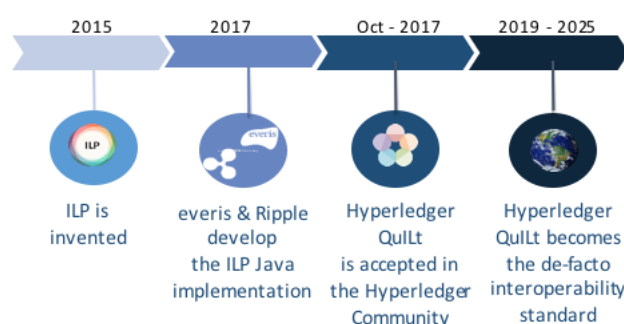 2015
2017
Oct - 2017
2019 - 2025
ILP
everis
ILP is
invented
everis & Ripple
develop
the ILP Java
implementation
Hyperledger
QuILt
is accepted in
the Hyperledger
Community
Hyperledger
QuILt becomes
the de-facto
interoperability
standard